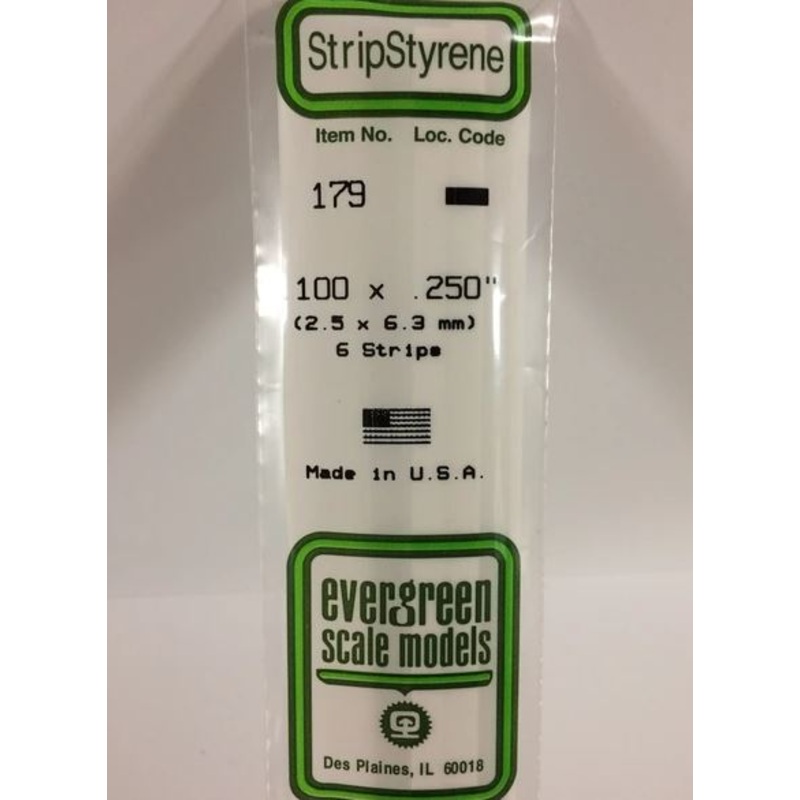 StripStyrene
Item No. Loc. Code
179
.100 x .250"
(2.5 x 6.3 mm)
6 Strips
Made in U.S.A.
evergreen
scale models
Des Plaines, IL 60018